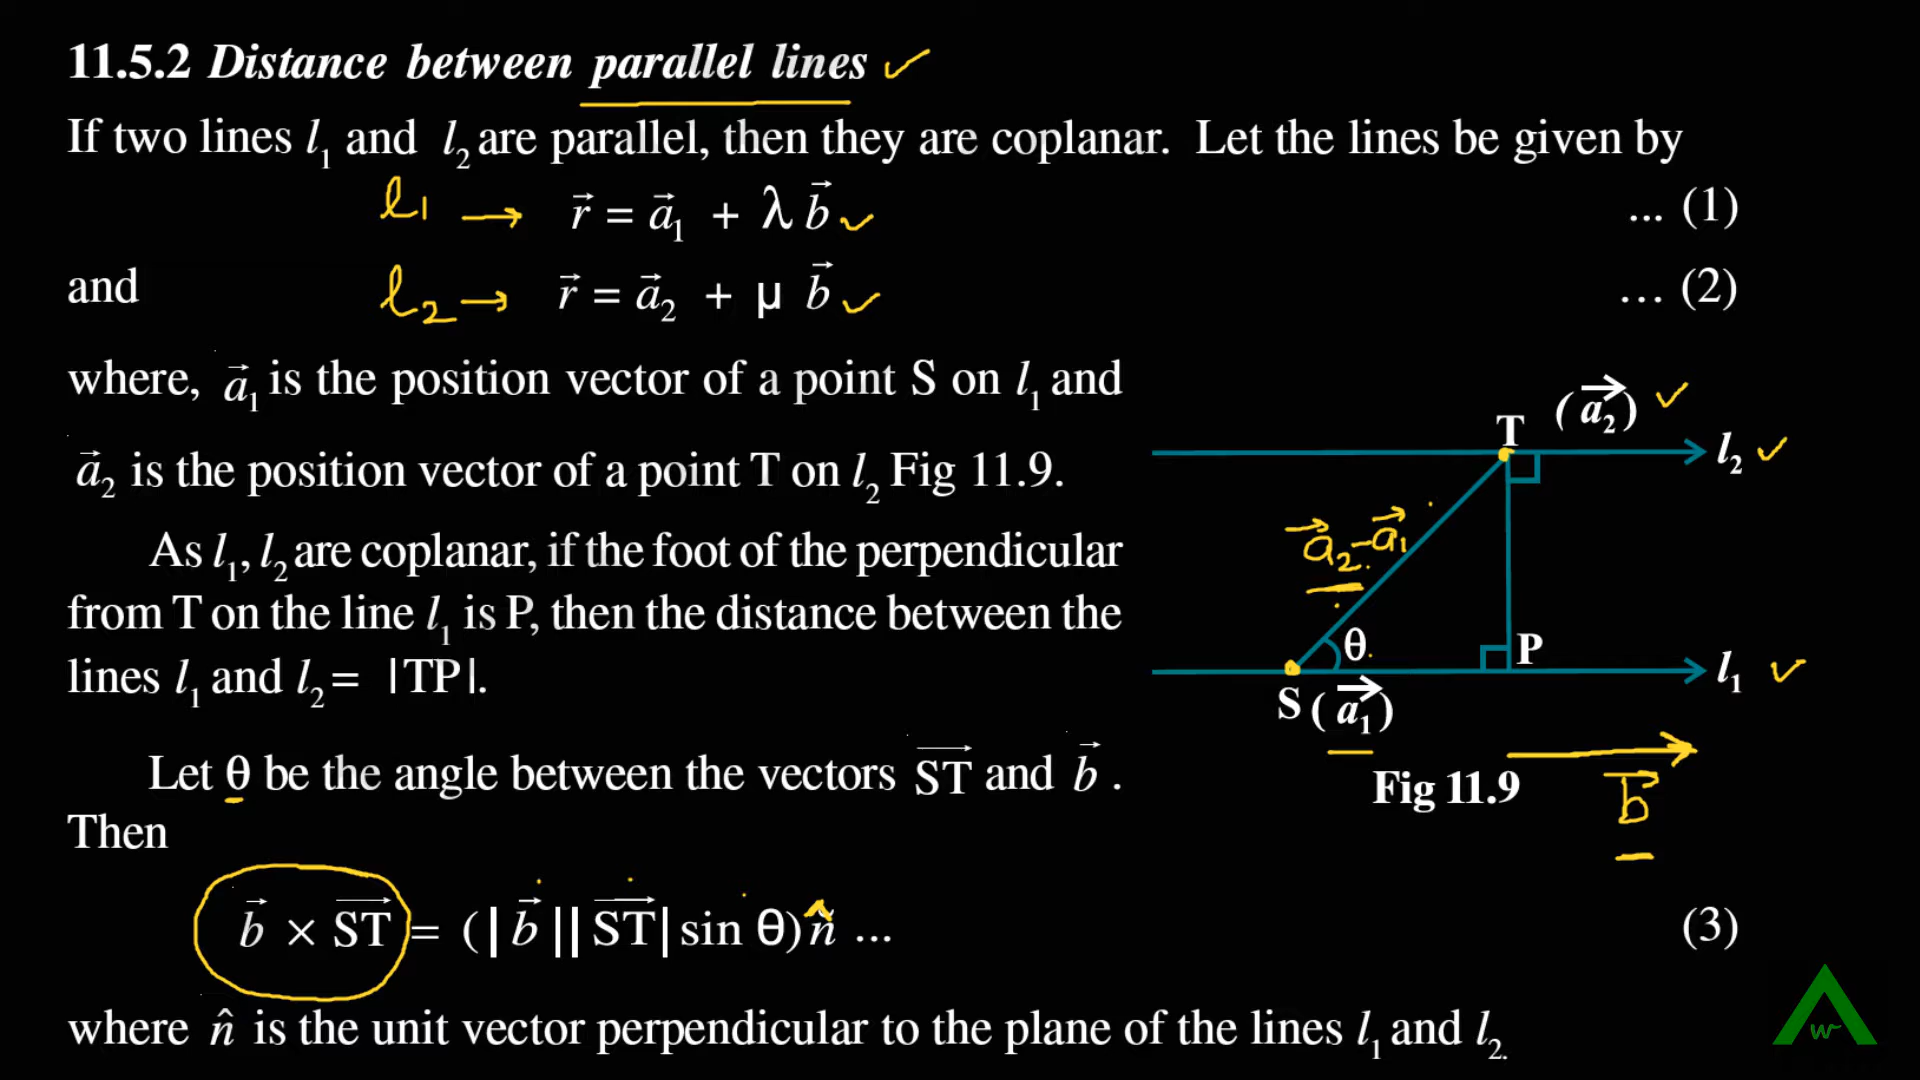 11.5.2 Distance between parallel lines ✓
If two lines l₁ and l₂ are parallel, then they are coplanar. Let the lines be given by
l₁ → r⃗ = a⃗₁ + λ b⃗ ✓ ... (1)
and l₂ → r⃗ = a⃗₂ + μ b⃗ ✓ … (2)
where, a⃗₁ is the position vector of a point S on l₁ and
a⃗₂ is the position vector of a point T on l₂ Fig 11.9.
As l₁, l₂ are coplanar, if the foot of the perpendicular
from T on the line l₁ is P, then the distance between the
lines l₁ and l₂ = |TP|.
Let θ be the angle between the vectors S⃗T⃗ and b⃗ .
Then
b⃗ × S⃗T⃗ = (|b⃗||S⃗T⃗| sin θ) n̂ ... (3)
where n̂ is the unit vector perpendicular to the plane of the lines l₁ and l₂.
T (a⃗₂) ✓
l₂ ✓
a⃗₂-a⃗₁
θ
P
l₁ ✓
S (a⃗₁)
Fig 11.9
b⃗
w